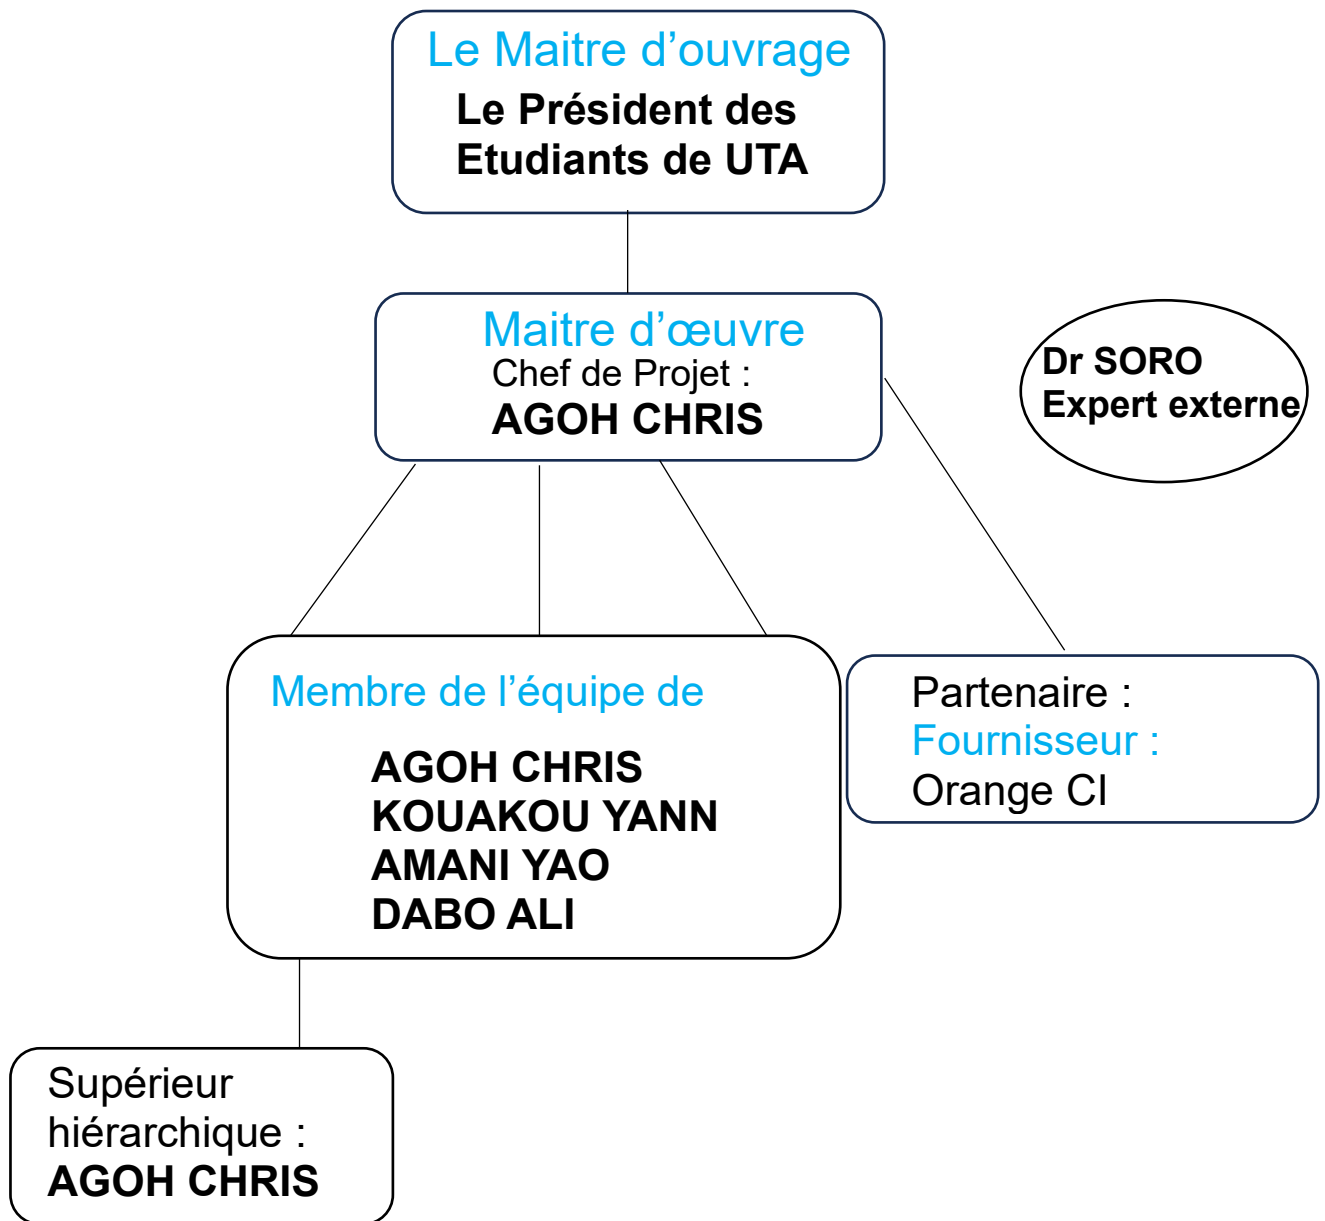 Le Maitre d’ouvrage
Le Président des
Etudiants de UTA
Maitre d’œuvre
Chef de Projet :
AGOH CHRIS
Dr SORO
Expert externe
Membre de l’équipe de
AGOH CHRIS
KOUAKOU YANN
AMANI YAO
DABO ALI
Partenaire :
Fournisseur :
Orange CI
Supérieur
hiérarchique :
AGOH CHRIS